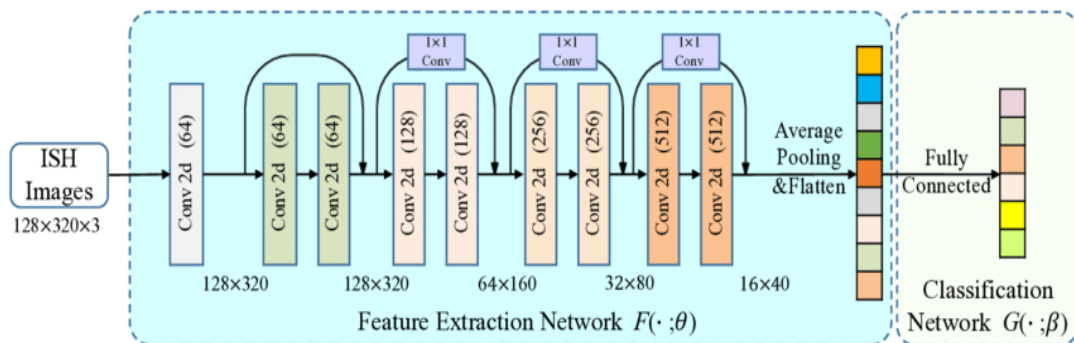 ISH
Images
128×320×3
Conv 2d (64)
Conv 2d (64)
Conv 2d (64)
1×1
Conv
Conv 2d (128)
Conv 2d (128)
1×1
Conv
Conv 2d (256)
Conv 2d (256)
1×1
Conv
Conv 2d (512)
Conv 2d (512)
128×320
128×320
64×160
32×80
16×40
Average
Pooling
&Flatten
Feature Extraction Network F(· ;θ)
Fully
Connected
Classification
Network G(· ;β)